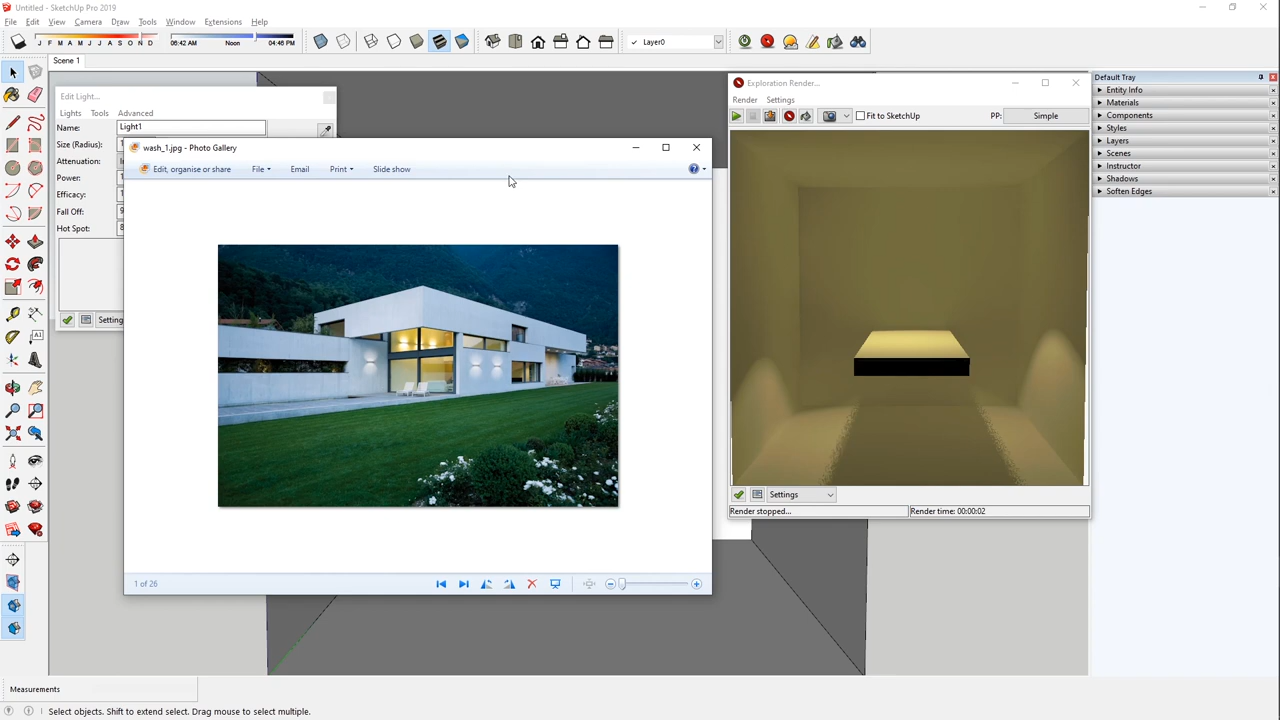 Untitled - SketchUp Pro 2019
File Edit View Camera Draw Tools Window Extensions Help
J F M A M J J A S O N D 06:42 AM Noon 04:46 PM Layer0
Scene 1
Edit Light...
Lights Tools Advanced
Name: Light1
Size (Radius):
Attenuation:
Power:
Efficacy:
Fall Off: 9
Hot Spot: 8
wash_1.jpg - Photo Gallery
Edit, organise or share File Email Print Slide show
1 of 26
Exploration Render...
Render Settings
Fit to SketchUp PP: Simple
Settings
Render stopped... Render time: 00:00:02
Default Tray
Entity Info
Materials
Components
Styles
Layers
Scenes
Instructor
Shadows
Soften Edges
Measurements
Select objects. Shift to extend select. Drag mouse to select multiple.